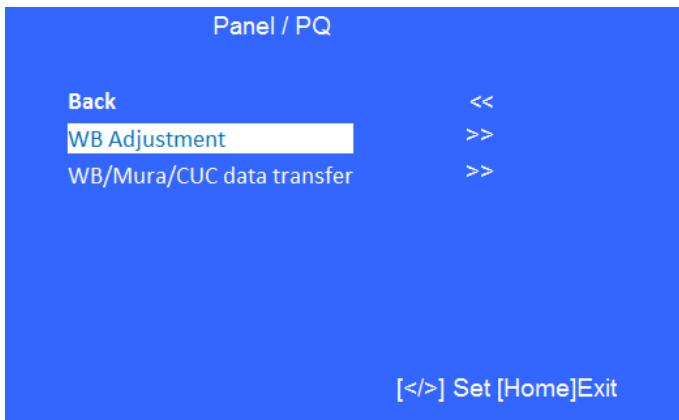 Panel / PQ
Back <<
WB Adjustment >>
WB/Mura/CUC data transfer >>
[</>] Set [Home]Exit